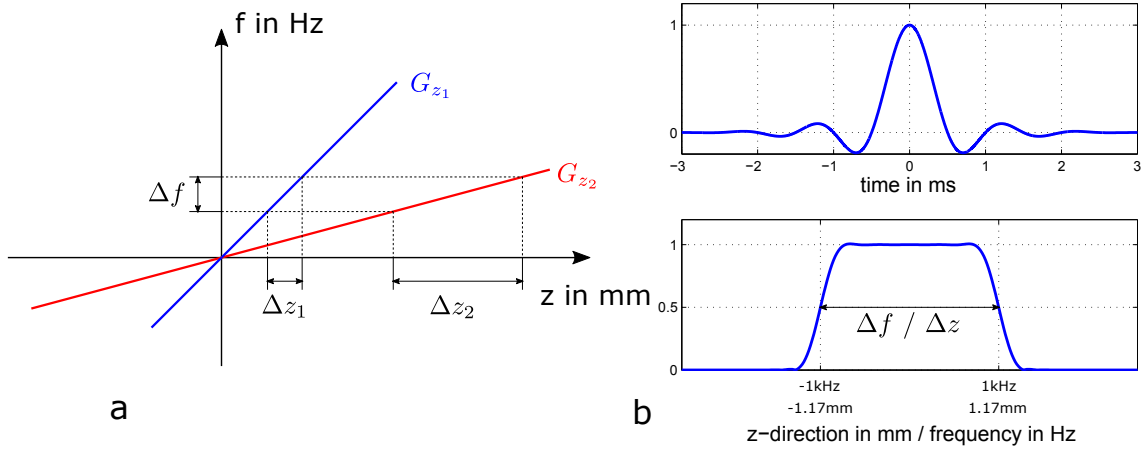 f in Hz
G_{z_1}
Δf
G_{z_2}
z in mm
Δz_1
Δz_2
a
1
0
−3 −2 −1 0 1 2 3
time in ms
1
0.5
0
Δf / Δz
-1kHz 1kHz
-1.17mm 1.17mm
z−direction in mm / frequency in Hz
b